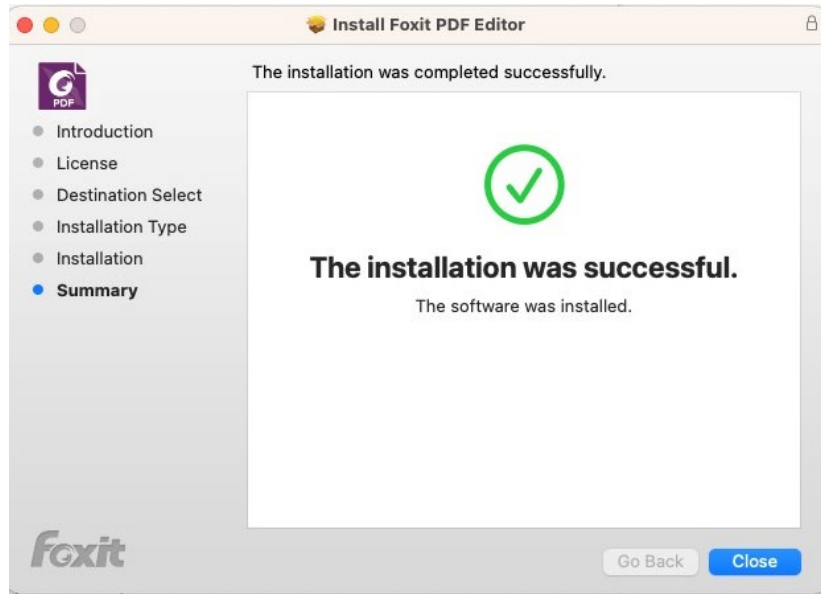 Install Foxit PDF Editor
The installation was completed successfully.
G
PDF
Introduction
License
Destination Select
Installation Type
Installation
Summary
The installation was successful.
The software was installed.
Foxit
Go Back
Close